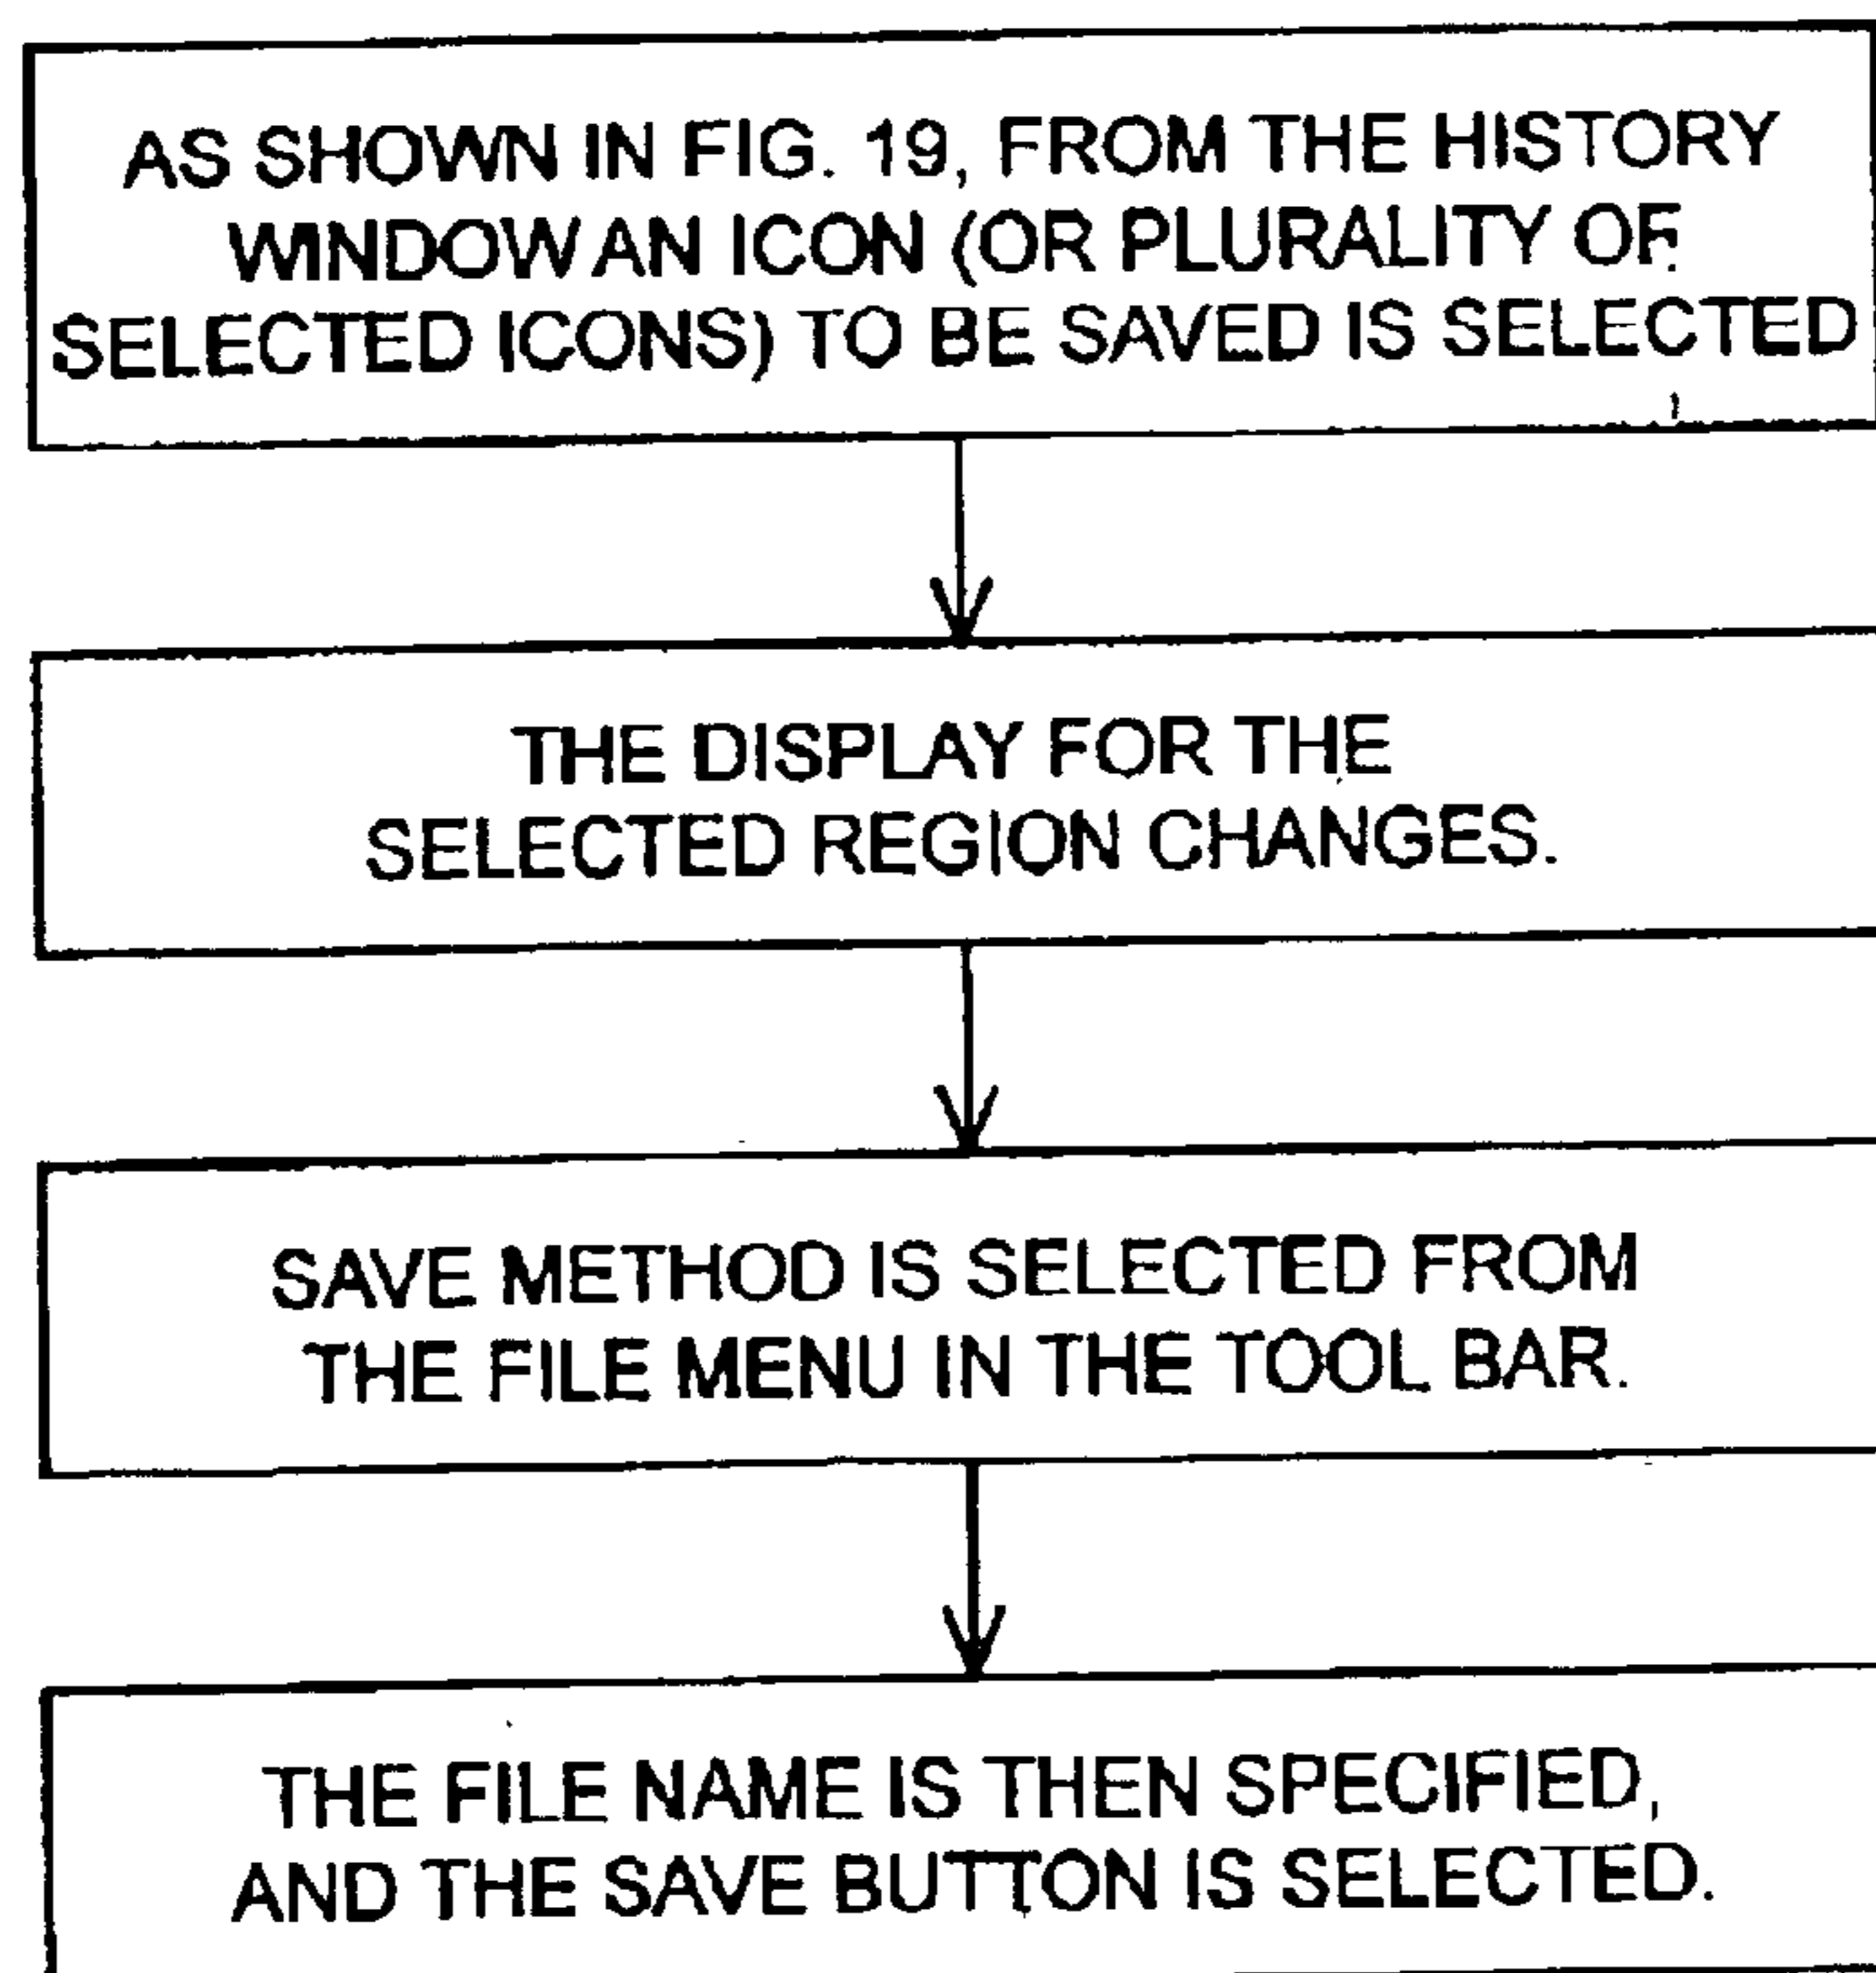 AS SHOWN IN FIG. 19, FROM THE HISTORY
WINDOW AN ICON (OR PLURALITY OF
SELECTED ICONS) TO BE SAVED IS SELECTED
THE DISPLAY FOR THE
SELECTED REGION CHANGES.
SAVE METHOD IS SELECTED FROM
THE FILE MENU IN THE TOOL BAR.
THE FILE NAME IS THEN SPECIFIED,
AND THE SAVE BUTTON IS SELECTED.